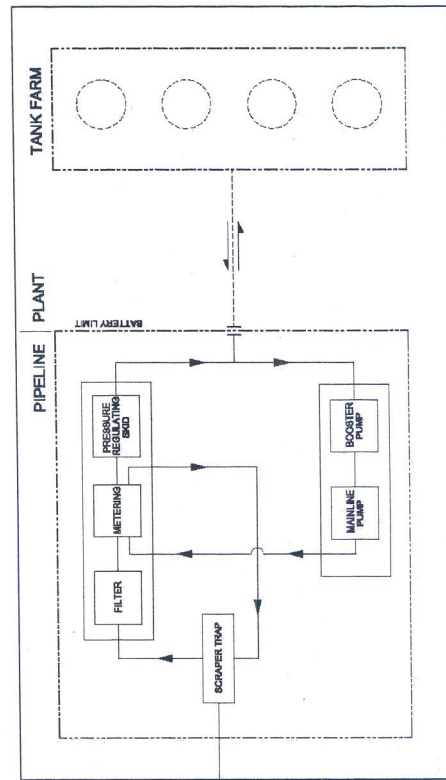 PIPELINE
PLANT
TANK FARM
BATTERY LIMIT
FILTER
METERING
PRESSURE
REGULATING
SKID
SCRAPER TRAP
MAINLINE
PUMP
BOOSTER
PUMP